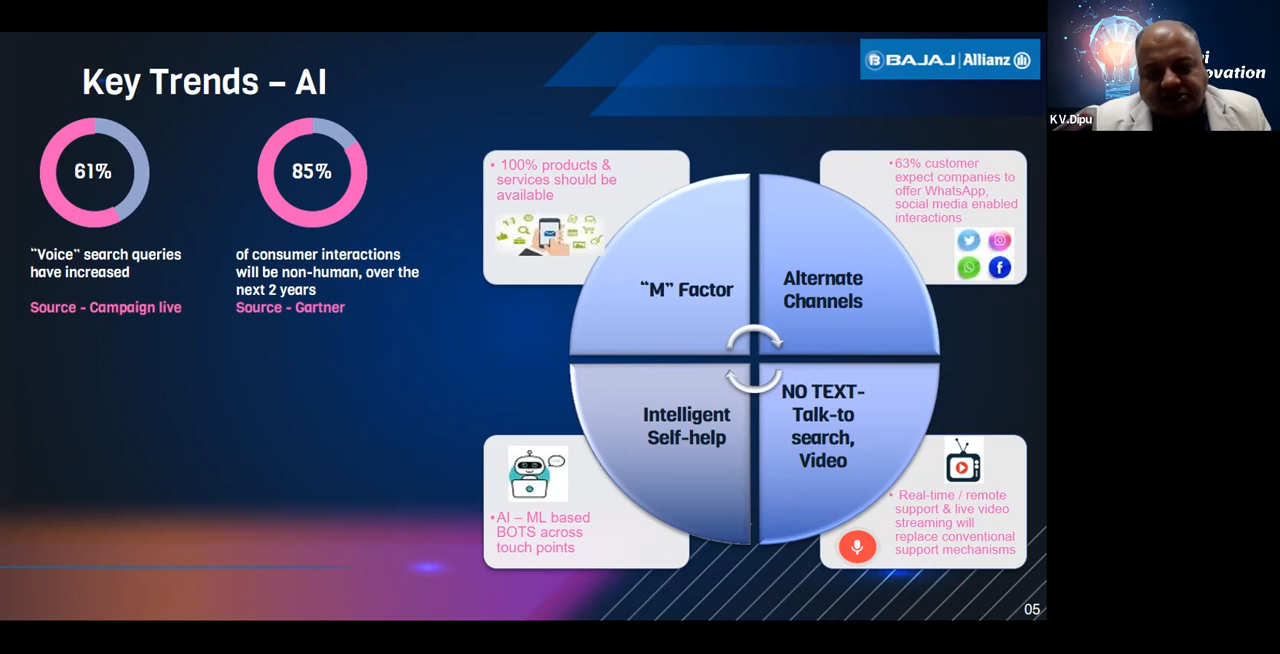 Key Trends – AI
BAJAJ | Allianz
ovation
K V.Dipu
61%
85%
"Voice" search queries
have increased
Source - Campaign live
of consumer interactions
will be non-human, over the
next 2 years
Source - Gartner
• 100% products &
services should be
available
•63% customer
expect companies to
offer WhatsApp,
social media enabled
interactions
"M" Factor
Alternate
Channels
Intelligent
Self-help
NO TEXT-
Talk-to
search,
Video
•AI – ML based
BOTS across
touch points
• Real-time / remote
support & live video
streaming will
replace conventional
support mechanisms
05